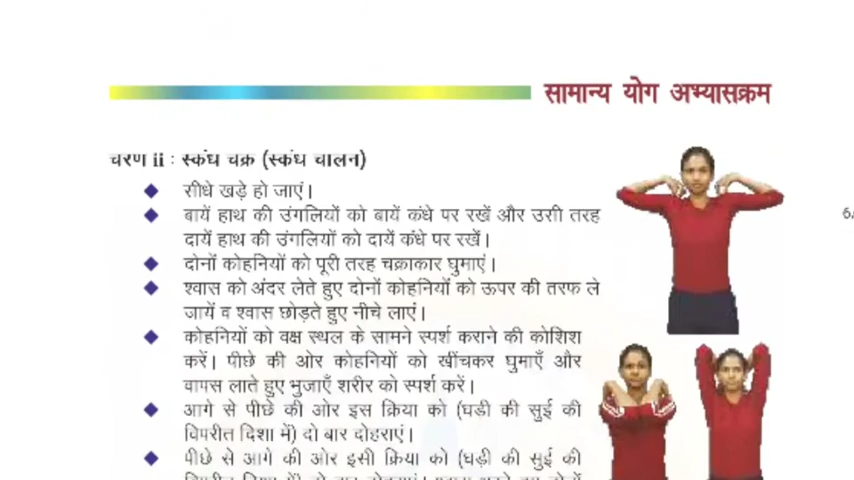 सामान्य योग अभ्यासक्रम
चरण ii : स्कंध चक्र (स्कंध चालन)
सीधे खड़े हो जाएं।
बायें हाथ की उंगलियों को बायें कंधे पर रखें और उसी तरह
दायें हाथ की उंगलियों को दायें कंधे पर रखें।
दोनों कोहनियों को पूरी तरह चक्राकार घुमाएं।
श्वास को अंदर लेते हुए दोनों कोहनियों को ऊपर की तरफ ले
जायें व श्वास छोड़ते हुए नीचे लाएं।
कोहनियों को वक्ष स्थल के सामने स्पर्श कराने की कोशिश
करें। पीछे की ओर कोहनियों को खींचकर घुमाएँ और
वापस लाते हुए भुजाएँ शरीर को स्पर्श करें।
आगे से पीछे की ओर इस क्रिया को (घड़ी की सुई की
विपरीत दिशा में) दो बार दोहराएं।
पीछे से आगे की ओर इसी क्रिया को (घड़ी की सुई की